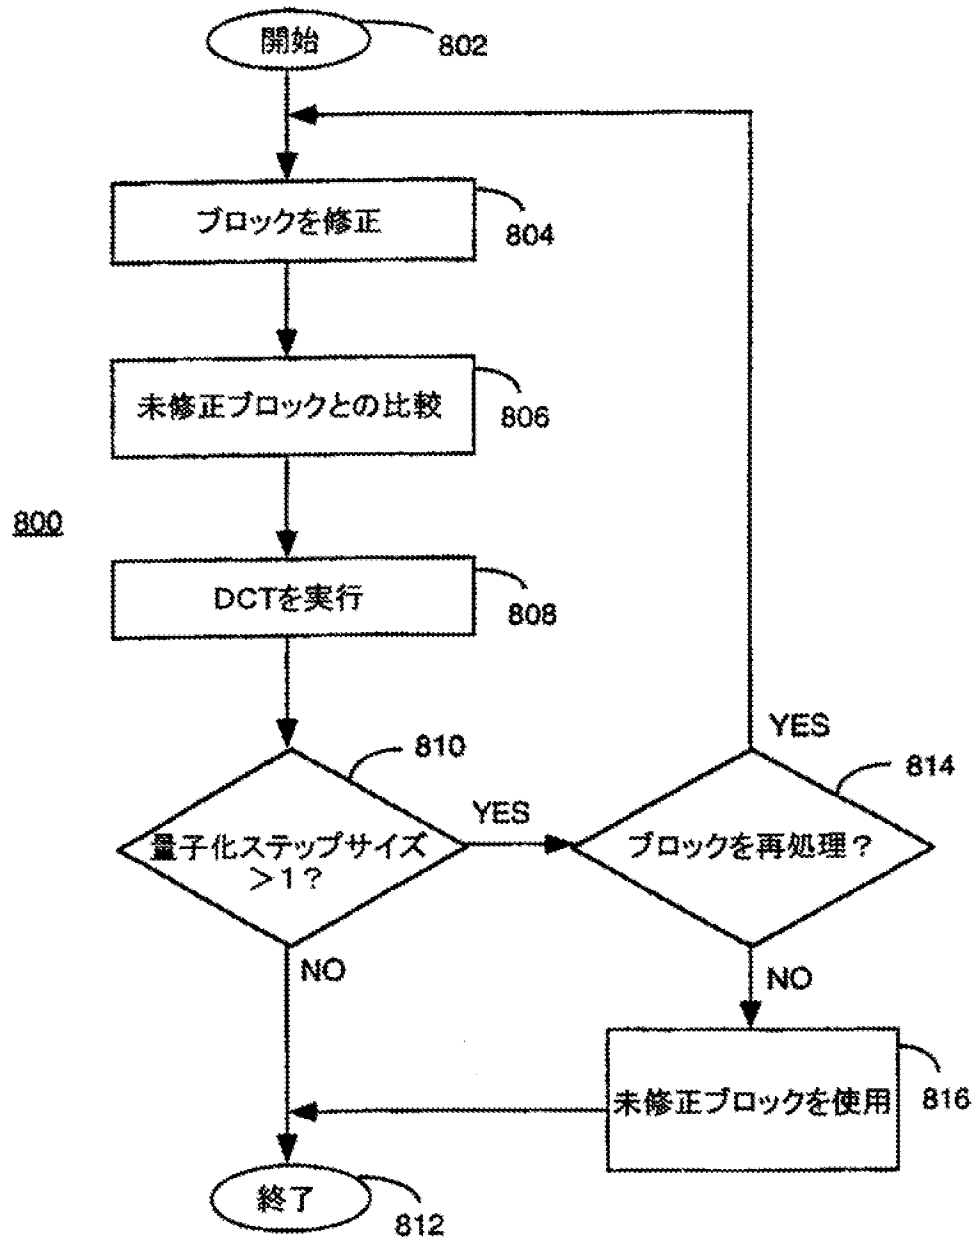 開始
802
ブロックを修正
804
未修正ブロックとの比較
806
800
DCTを実行
808
810
量子化ステップサイズ
>1?
YES
NO
YES
814
ブロックを再処理?
NO
未修正ブロックを使用
816
終了
812